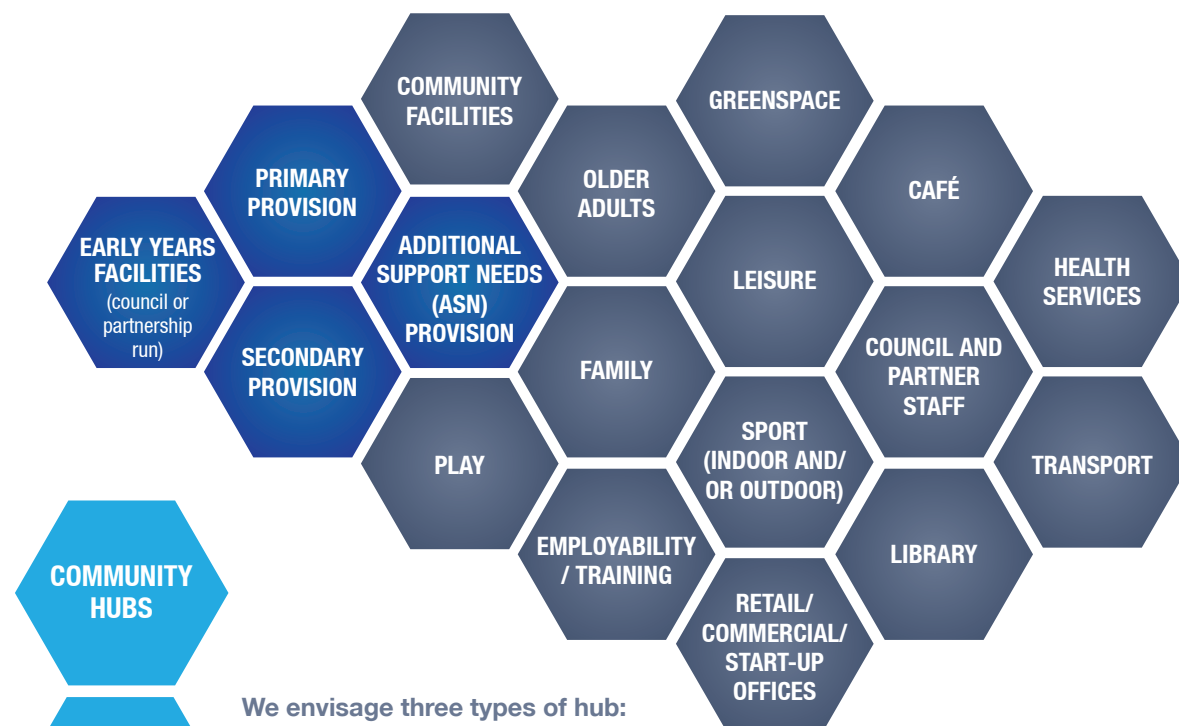 COMMUNITY
FACILITIES
GREENSPACE
PRIMARY
PROVISION
OLDER
ADULTS
CAFÉ
EARLY YEARS
FACILITIES
(council or
partnership
run)
ADDITIONAL
SUPPORT NEEDS
(ASN)
PROVISION
LEISURE
HEALTH
SERVICES
SECONDARY
PROVISION
FAMILY
COUNCIL AND
PARTNER
STAFF
PLAY
SPORT
(INDOOR AND/
OR OUTDOOR)
TRANSPORT
EMPLOYABILITY
/ TRAINING
LIBRARY
COMMUNITY
HUBS
RETAIL/
COMMERCIAL/
START-UP
OFFICES
We envisage three types of hub: